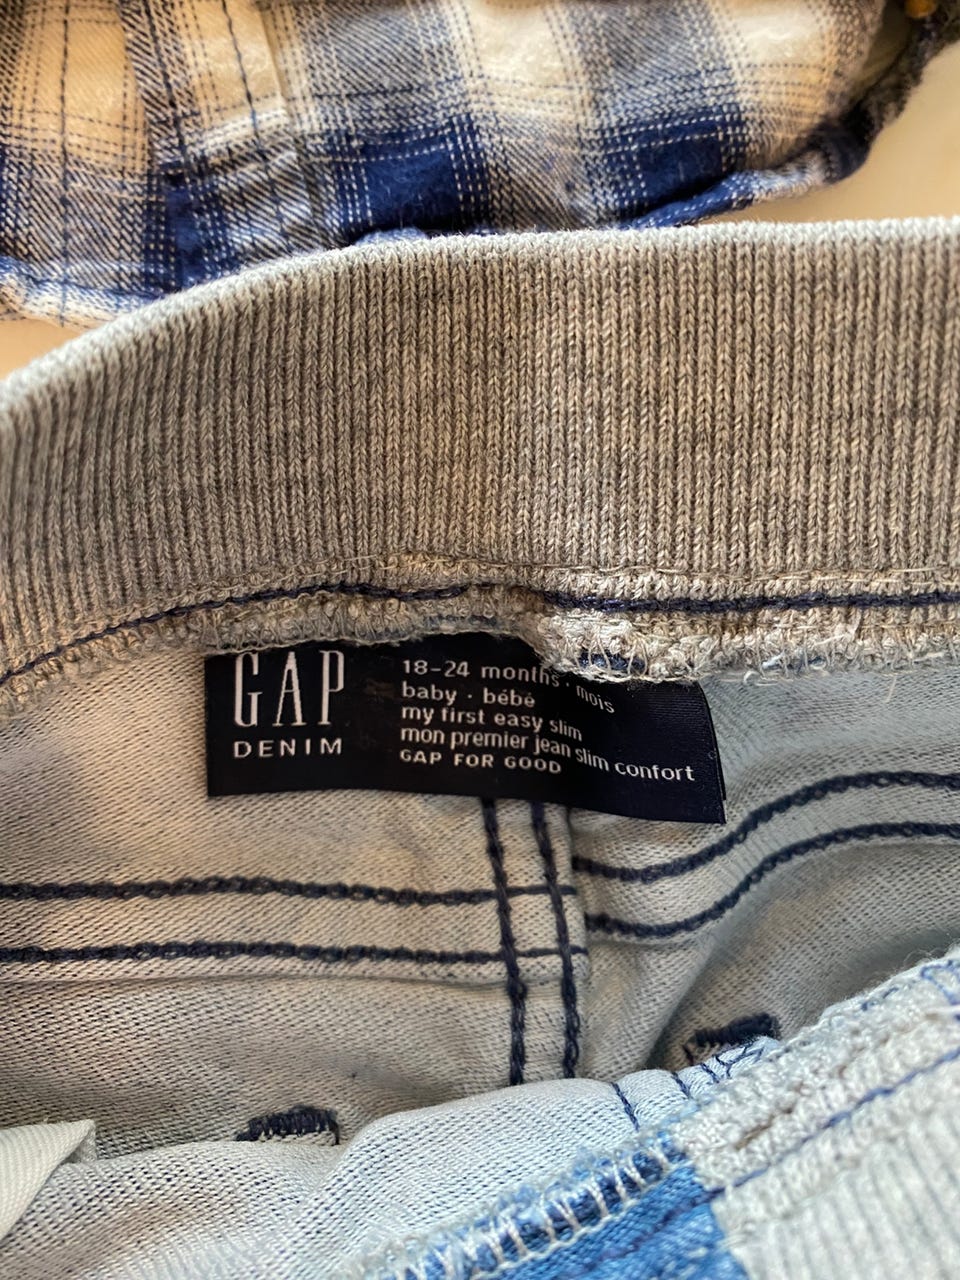 GAP
DENIM
18-24 months · mois
baby · bébé
my first easy slim
mon premier jean slim confort
GAP FOR GOOD